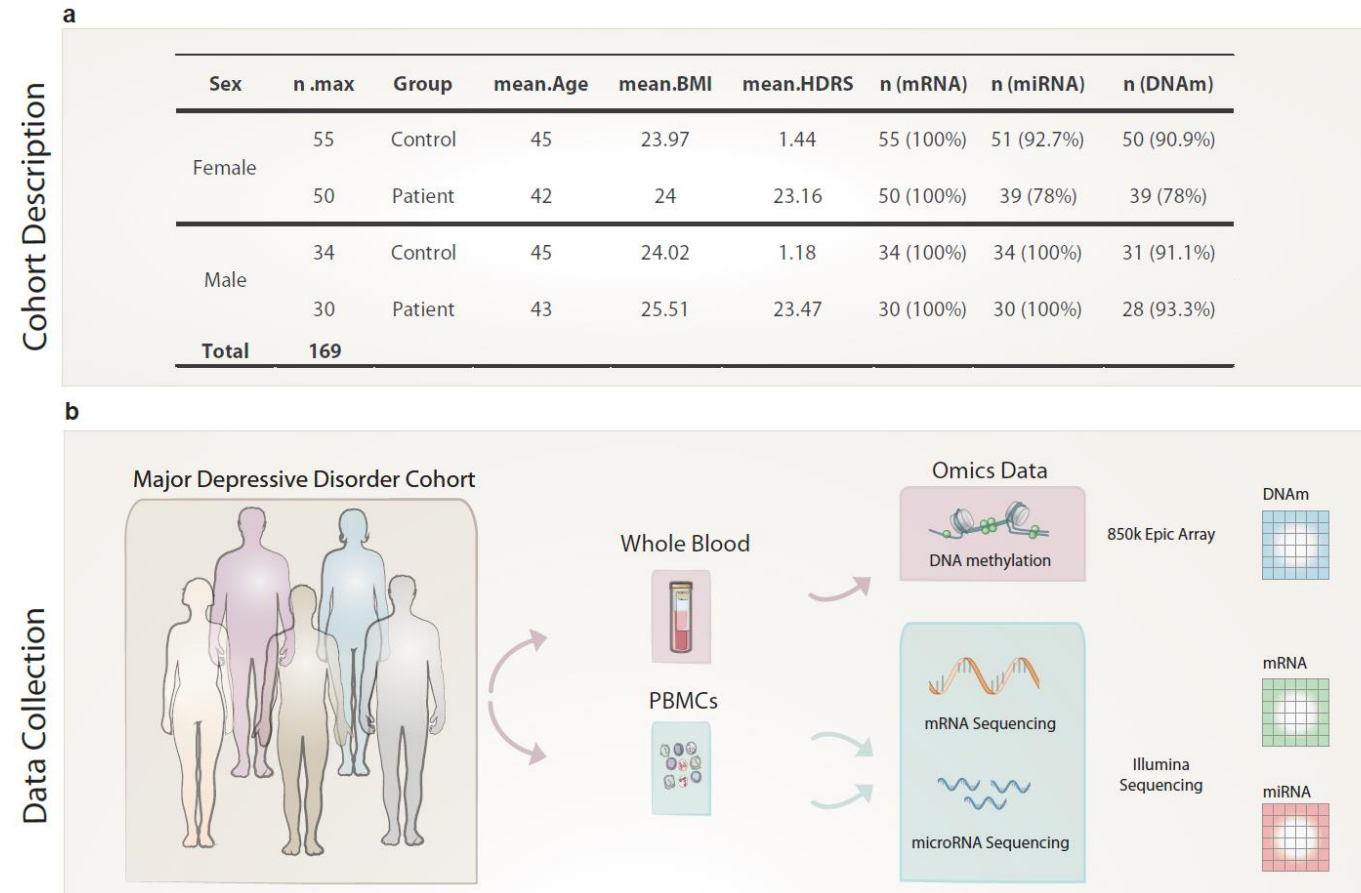 a
Cohort Description
Sex n .max Group mean.Age mean.BMI mean.HDRS n (mRNA) n (miRNA) n (DNAm)
Female
55 Control 45 23.97 1.44 55 (100%) 51 (92.7%) 50 (90.9%)
50 Patient 42 24 23.16 50 (100%) 39 (78%) 39 (78%)
Male
34 Control 45 24.02 1.18 34 (100%) 34 (100%) 31 (91.1%)
30 Patient 43 25.51 23.47 30 (100%) 30 (100%) 28 (93.3%)
Total 169
b
Data Collection
Major Depressive Disorder Cohort
Whole Blood
PBMCs
Omics Data
DNA methylation
850k Epic Array
DNAm
mRNA Sequencing
microRNA Sequencing
Illumina
Sequencing
mRNA
miRNA